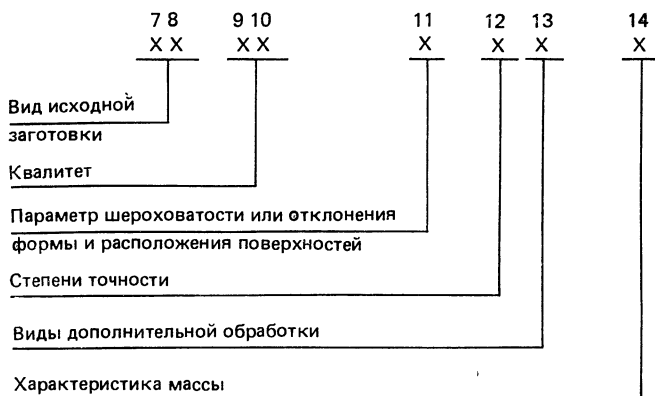 7 8 9 10 11 12 13 14
X X X X X X X X
Вид исходной
заготовки
Квалитет
Параметр шероховатости или отклонения
формы и расположения поверхностей
Степени точности
Виды дополнительной обработки
Характеристика массы